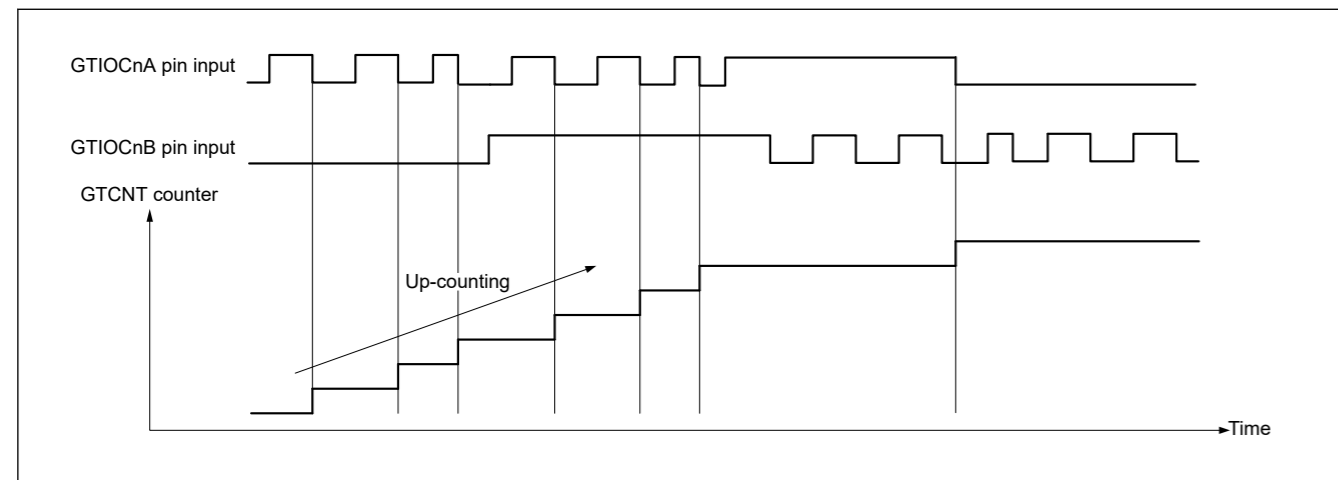 GTIOCnA pin input
GTIOCnB pin input
GTCNT counter
Up-counting
Time